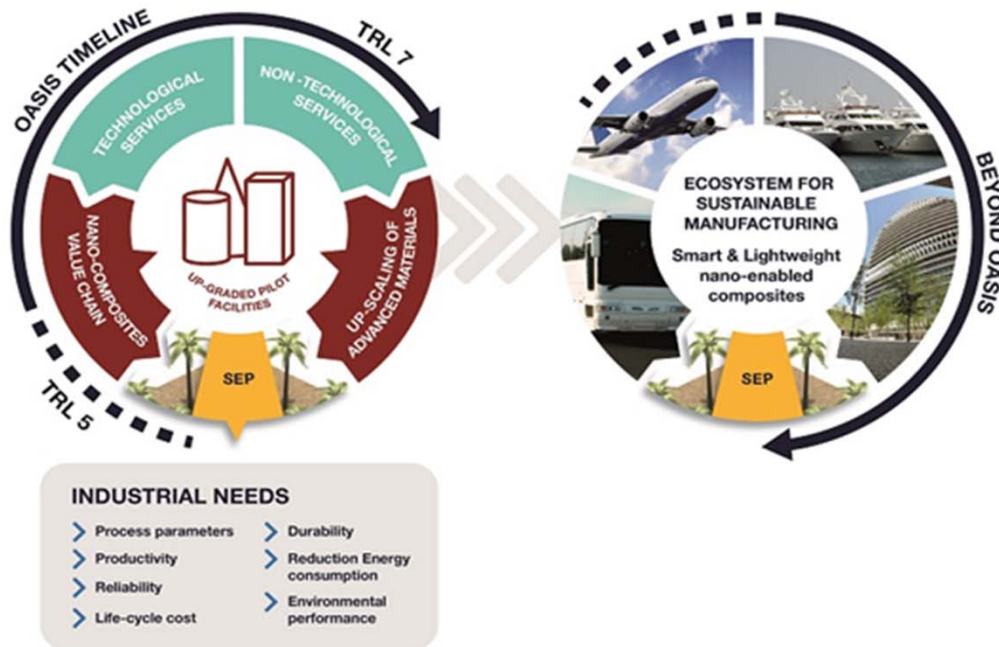 OASIS TIMELINE
TRL 7
TECHNOLOGICAL
SERVICES
NON -TECHNOLOGICAL
SERVICES
NANO-COMPOSITES
VALUE CHAIN
UP-GRADED PILOT
FACILITIES
UP-SCALING OF
ADVANCED MATERIALS
SEP
TRL 5
ECOSYSTEM FOR
SUSTAINABLE
MANUFACTURING
Smart & Lightweight
nano-enabled
composites
SEP
BEYOND OASIS
INDUSTRIAL NEEDS
Process parameters
Productivity
Reliability
Life-cycle cost
Durability
Reduction Energy
consumption
Environmental
performance